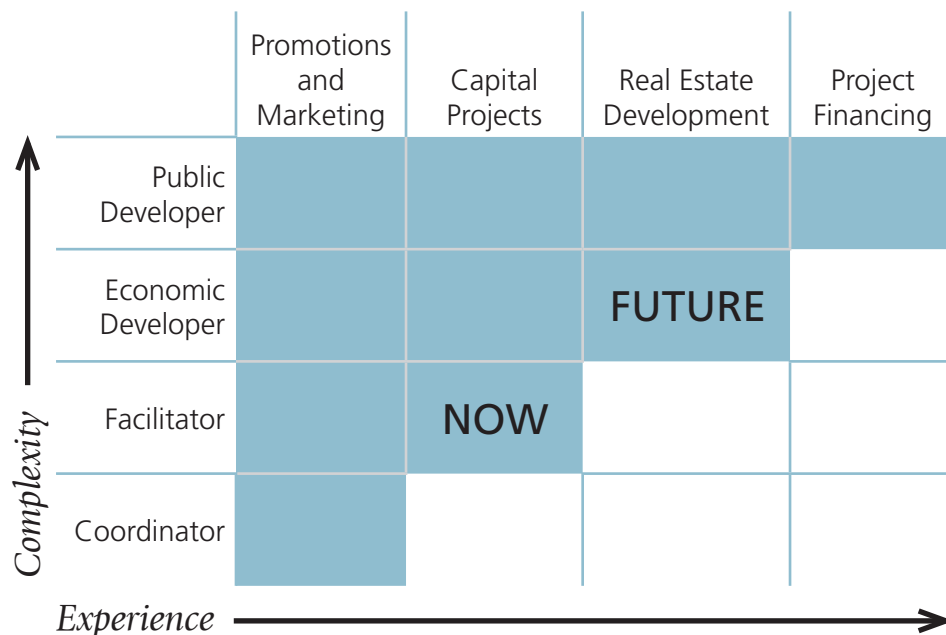 Promotions
and
Marketing
Capital
Projects
Real Estate
Development
Project
Financing
Public
Developer
Economic
Developer
FUTURE
Facilitator
NOW
Coordinator
Complexity
Experience